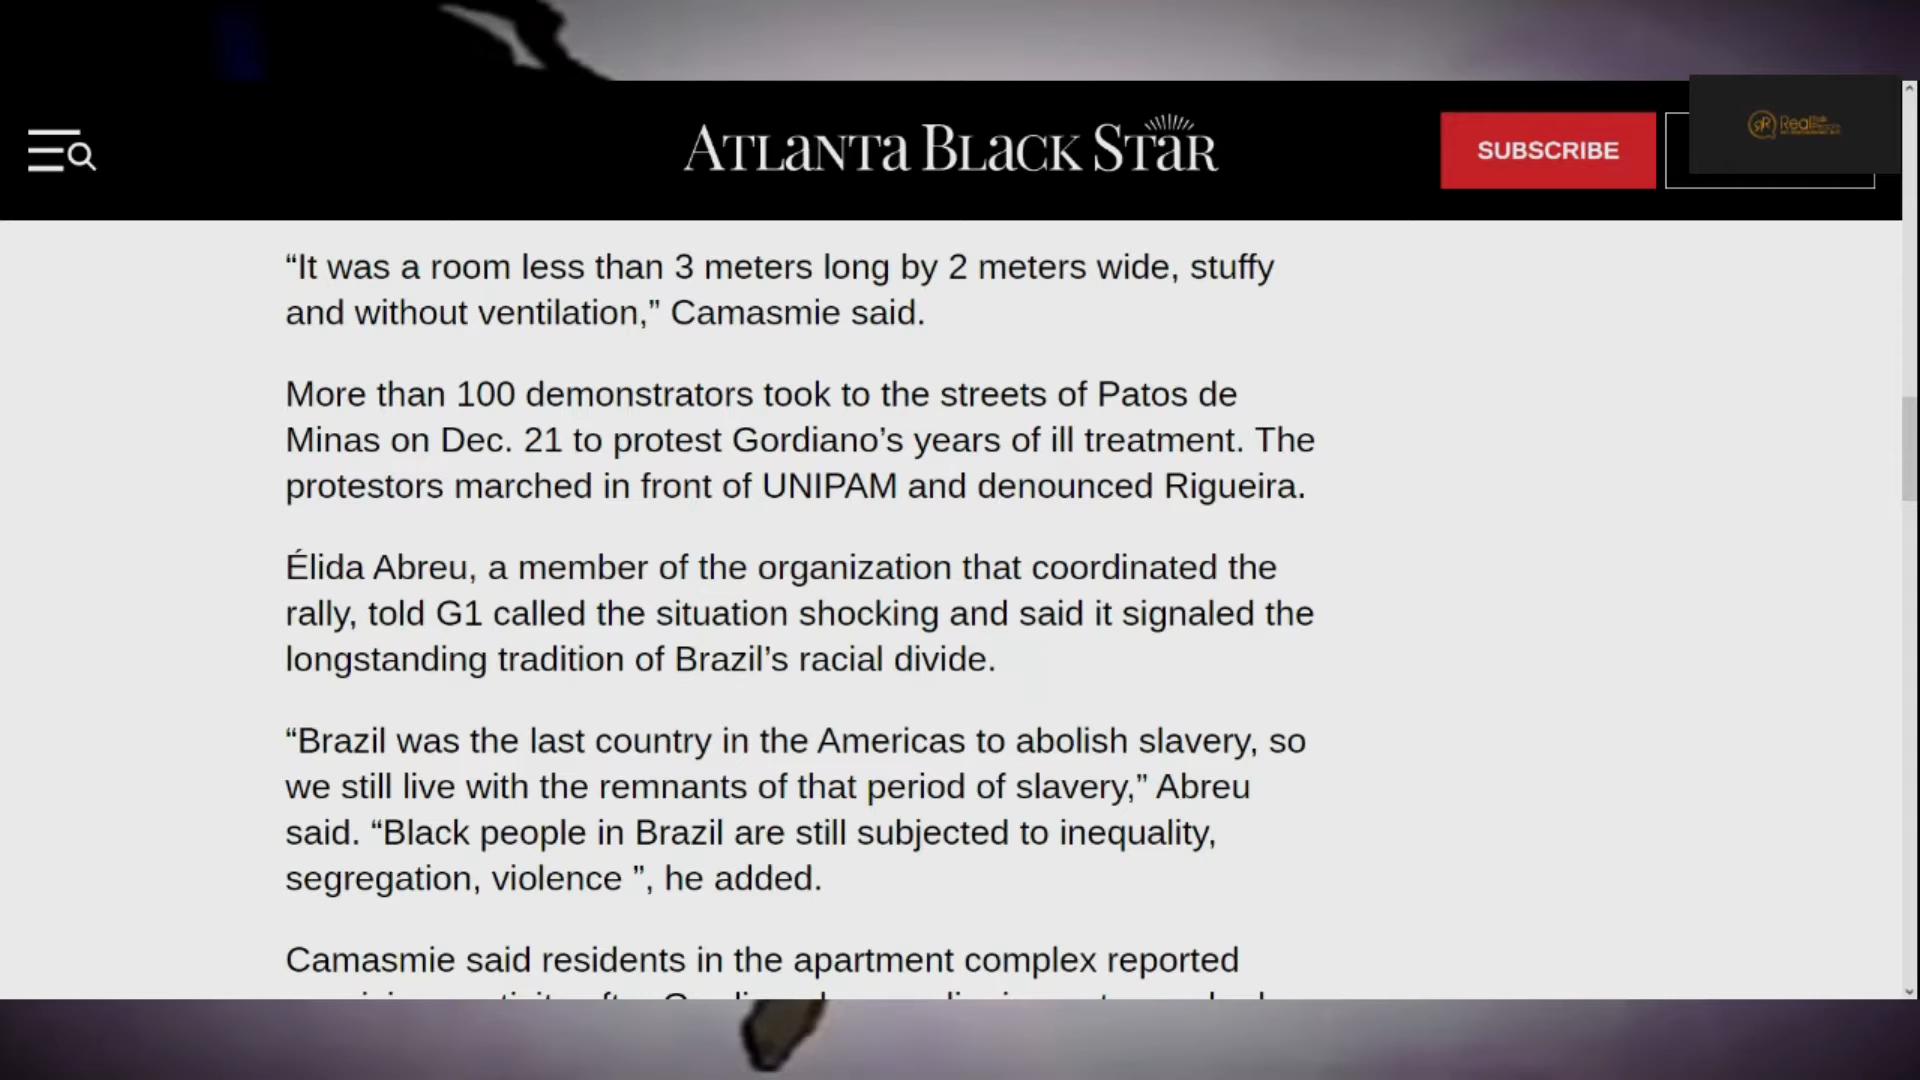 ATLANTA BLACK STAR
SUBSCRIBE
Real
“It was a room less than 3 meters long by 2 meters wide, stuffy
and without ventilation,” Camasmie said.
More than 100 demonstrators took to the streets of Patos de
Minas on Dec. 21 to protest Gordiano’s years of ill treatment. The
protestors marched in front of UNIPAM and denounced Rigueira.
Élida Abreu, a member of the organization that coordinated the
rally, told G1 called the situation shocking and said it signaled the
longstanding tradition of Brazil’s racial divide.
“Brazil was the last country in the Americas to abolish slavery, so
we still live with the remnants of that period of slavery,” Abreu
said. “Black people in Brazil are still subjected to inequality,
segregation, violence ”, he added.
Camasmie said residents in the apartment complex reported